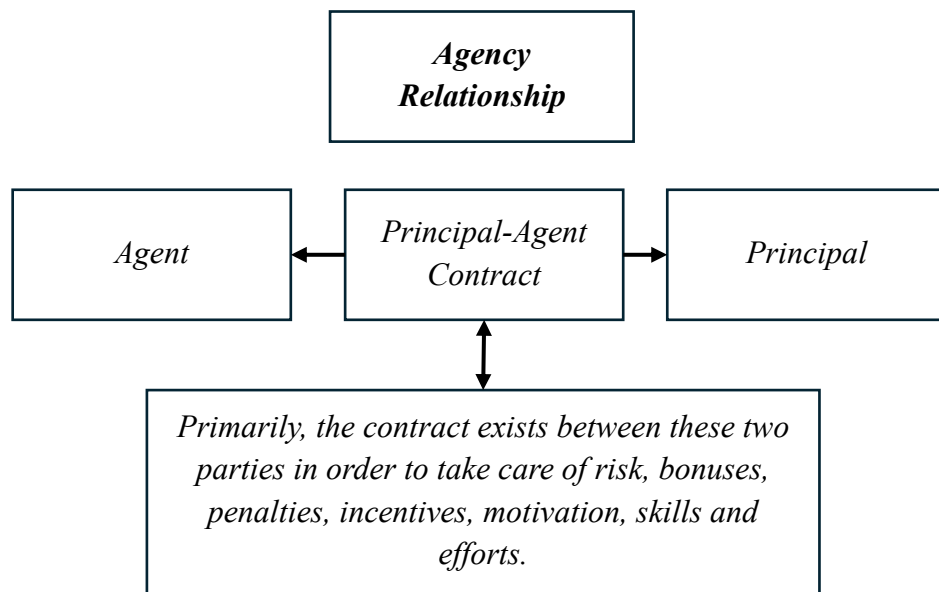 Agency
Relationship
Agent
Principal-Agent
Contract
Principal
Primarily, the contract exists between these two
parties in order to take care of risk, bonuses,
penalties, incentives, motivation, skills and
efforts.